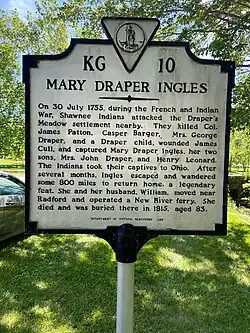 KG 10
MARY DRAPER INGLES
On 30 July 1755, during the French and Indian
War, Shawnee Indians attacked the Draper's
Meadow settlement nearby. They killed Col.
James Patton, Casper Barger, Mrs. George
Draper, and a Draper child, wounded James
Cull, and captured Mary Draper Ingles, her two
sons, Mrs. John Draper, and Henry Leonard.
The Indians took their captives to Ohio. After
several months, Ingles escaped and wandered
some 800 miles to return home, a legendary
feat. She and her husband, William, moved near
Radford and operated a New River ferry. She
died and was buried there in 1815, aged 83.
DEPARTMENT OF HISTORIC RESOURCES